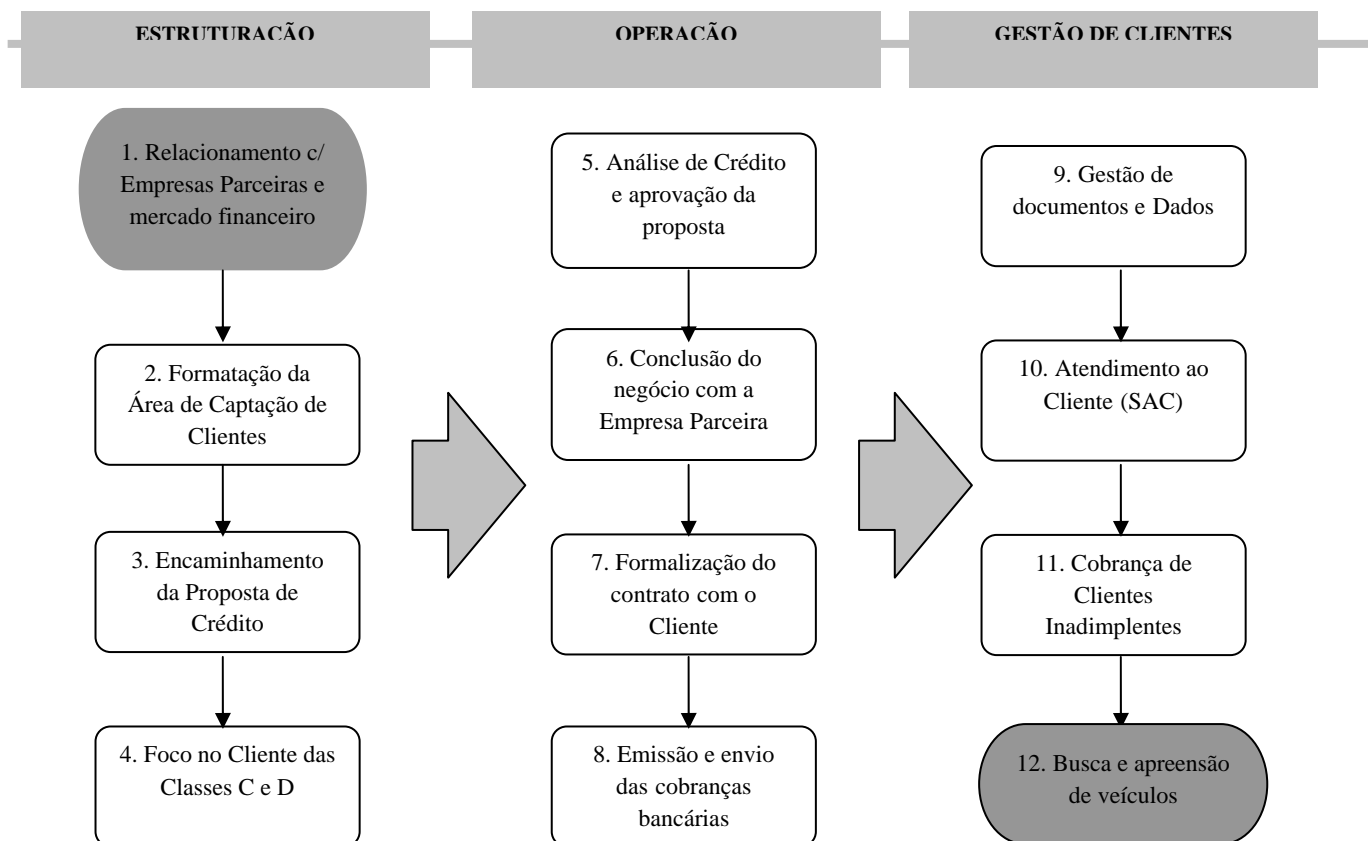 ESTRUTURAÇÃO
OPERAÇÃO
GESTÃO DE CLIENTES
1. Relacionamento c/
Empresas Parceiras e
mercado financeiro
2. Formatação da
Área de Captação de
Clientes
3. Encaminhamento
da Proposta de
Crédito
4. Foco no Cliente das
Classes C e D
5. Análise de Crédito
e aprovação da
proposta
6. Conclusão do
negócio com a
Empresa Parceira
7. Formalização do
contrato com o
Cliente
8. Emissão e envio
das cobranças
bancárias
9. Gestão de
documentos e Dados
10. Atendimento ao
Cliente (SAC)
11. Cobrança de
Clientes
Inadimplentes
12. Busca e apreensão
de veículos